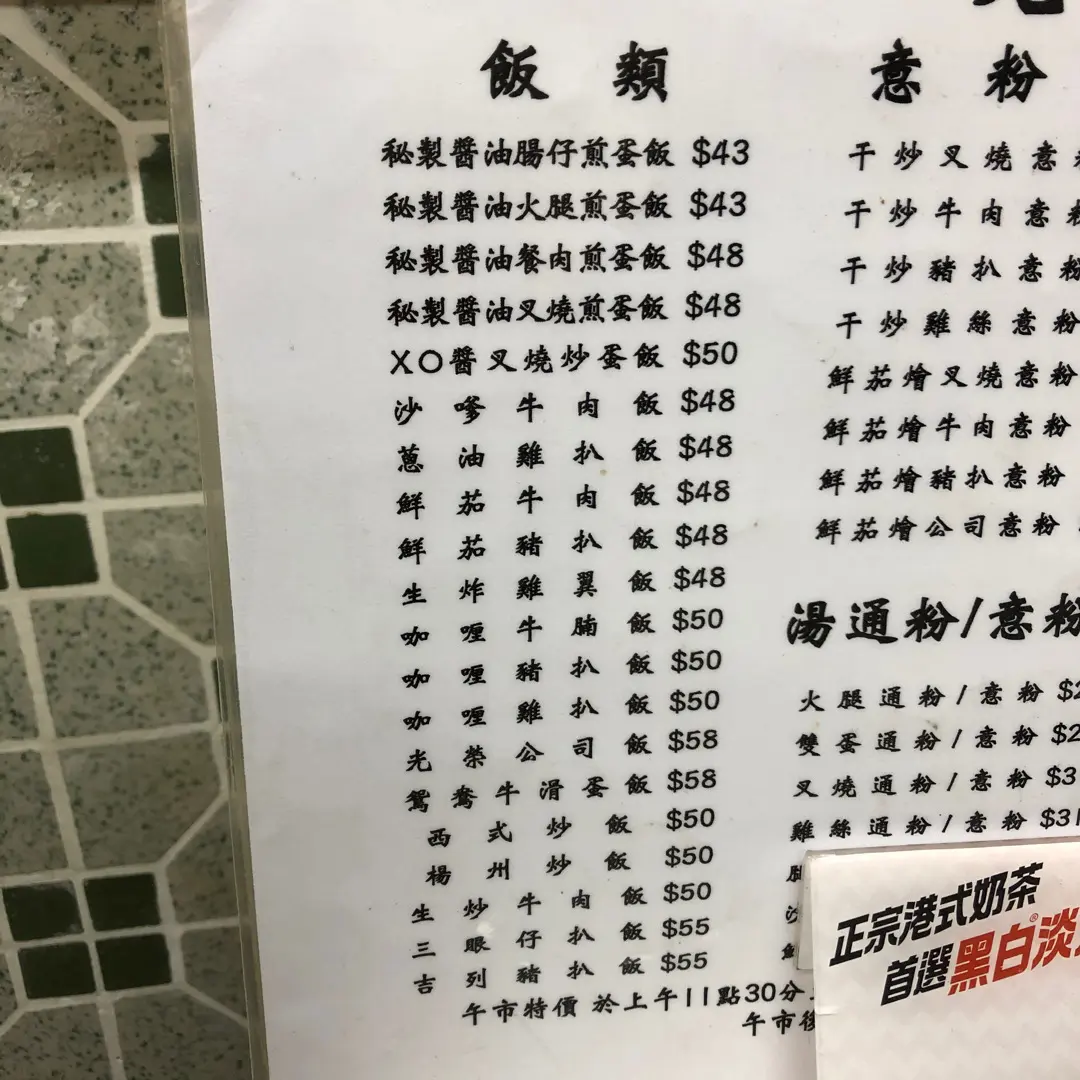 飯類
秘製醬油腸仔煎蛋飯 $43
秘製醬油火腿煎蛋飯 $43
秘製醬油餐肉煎蛋飯 $48
秘製醬油叉燒煎蛋飯 $48
XO醬叉燒炒蛋飯 $50
沙嗲牛肉飯 $48
蔥油雞扒飯 $48
鮮茄牛肉飯 $48
鮮茄豬扒飯 $48
生炸雞翼飯 $48
咖喱牛腩飯 $50
咖喱豬扒飯 $50
咖喱雞扒飯 $50
光榮公司飯 $58
鴛鴦牛滑蛋飯 $58
西式炒飯 $50
楊州炒飯 $50
生炒牛肉飯 $50
三眼仔扒飯 $55
吉列豬扒飯 $55
午市特價 於上午11點30分
午市後
意粉
干炒叉燒意
干炒牛肉意粉
干炒豬扒意粉
干炒雞絲意粉
鮮茄燴叉燒意粉
鮮茄燴牛肉意粉
鮮茄燴豬扒意粉
鮮茄燴公司意粉
湯通粉/意粉
火腿通粉/意粉 $2
雙蛋通粉/意粉 $2
叉燒通粉/意粉 $3
雞絲通粉/意粉 $31
正宗港式奶茶
首選黑白淡